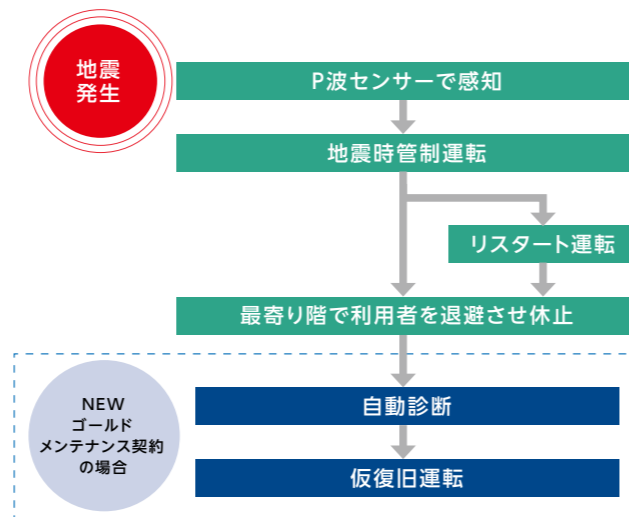 地震
発生
P波センサーで感知
地震時管制運転
リスタート運転
最寄り階で利用者を退避させ休止
NEW
ゴールド
メンテナンス契約
の場合
自動診断
仮復旧運転